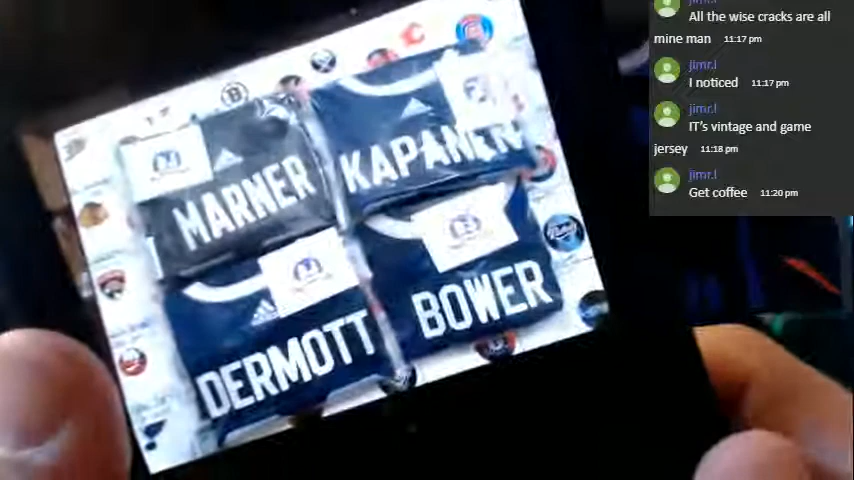 All the wise cracks are all
mine man 11:17 pm
jimr.l
I noticed 11:17 pm
jimr.l
IT's vintage and game
jersey 11:18 pm
jimr.l
Get coffee 11:20 pm
MARNER
KAPANEN
DERMOTT
BOWER